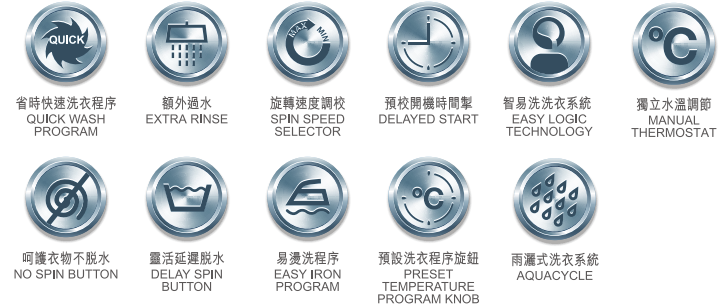 QUICK
MAX MIN
°C
省時快速洗衣程序
QUICK WASH
PROGRAM
額外過水
EXTRA RINSE
旋轉速度調校
SPIN SPEED
SELECTOR
預校開機時間掣
DELAYED START
智易洗洗衣系統
EASY LOGIC
TECHNOLOGY
獨立水溫調節
MANUAL
THERMOSTAT
°C
呵護衣物不脱水
NO SPIN BUTTON
靈活延遲脱水
DELAY SPIN
BUTTON
易燙洗程序
EASY IRON
PROGRAM
預設洗衣程序旋鈕
PRESET
TEMPERATURE
PROGRAM KNOB
雨灑式洗衣系統
AQUACYCLE